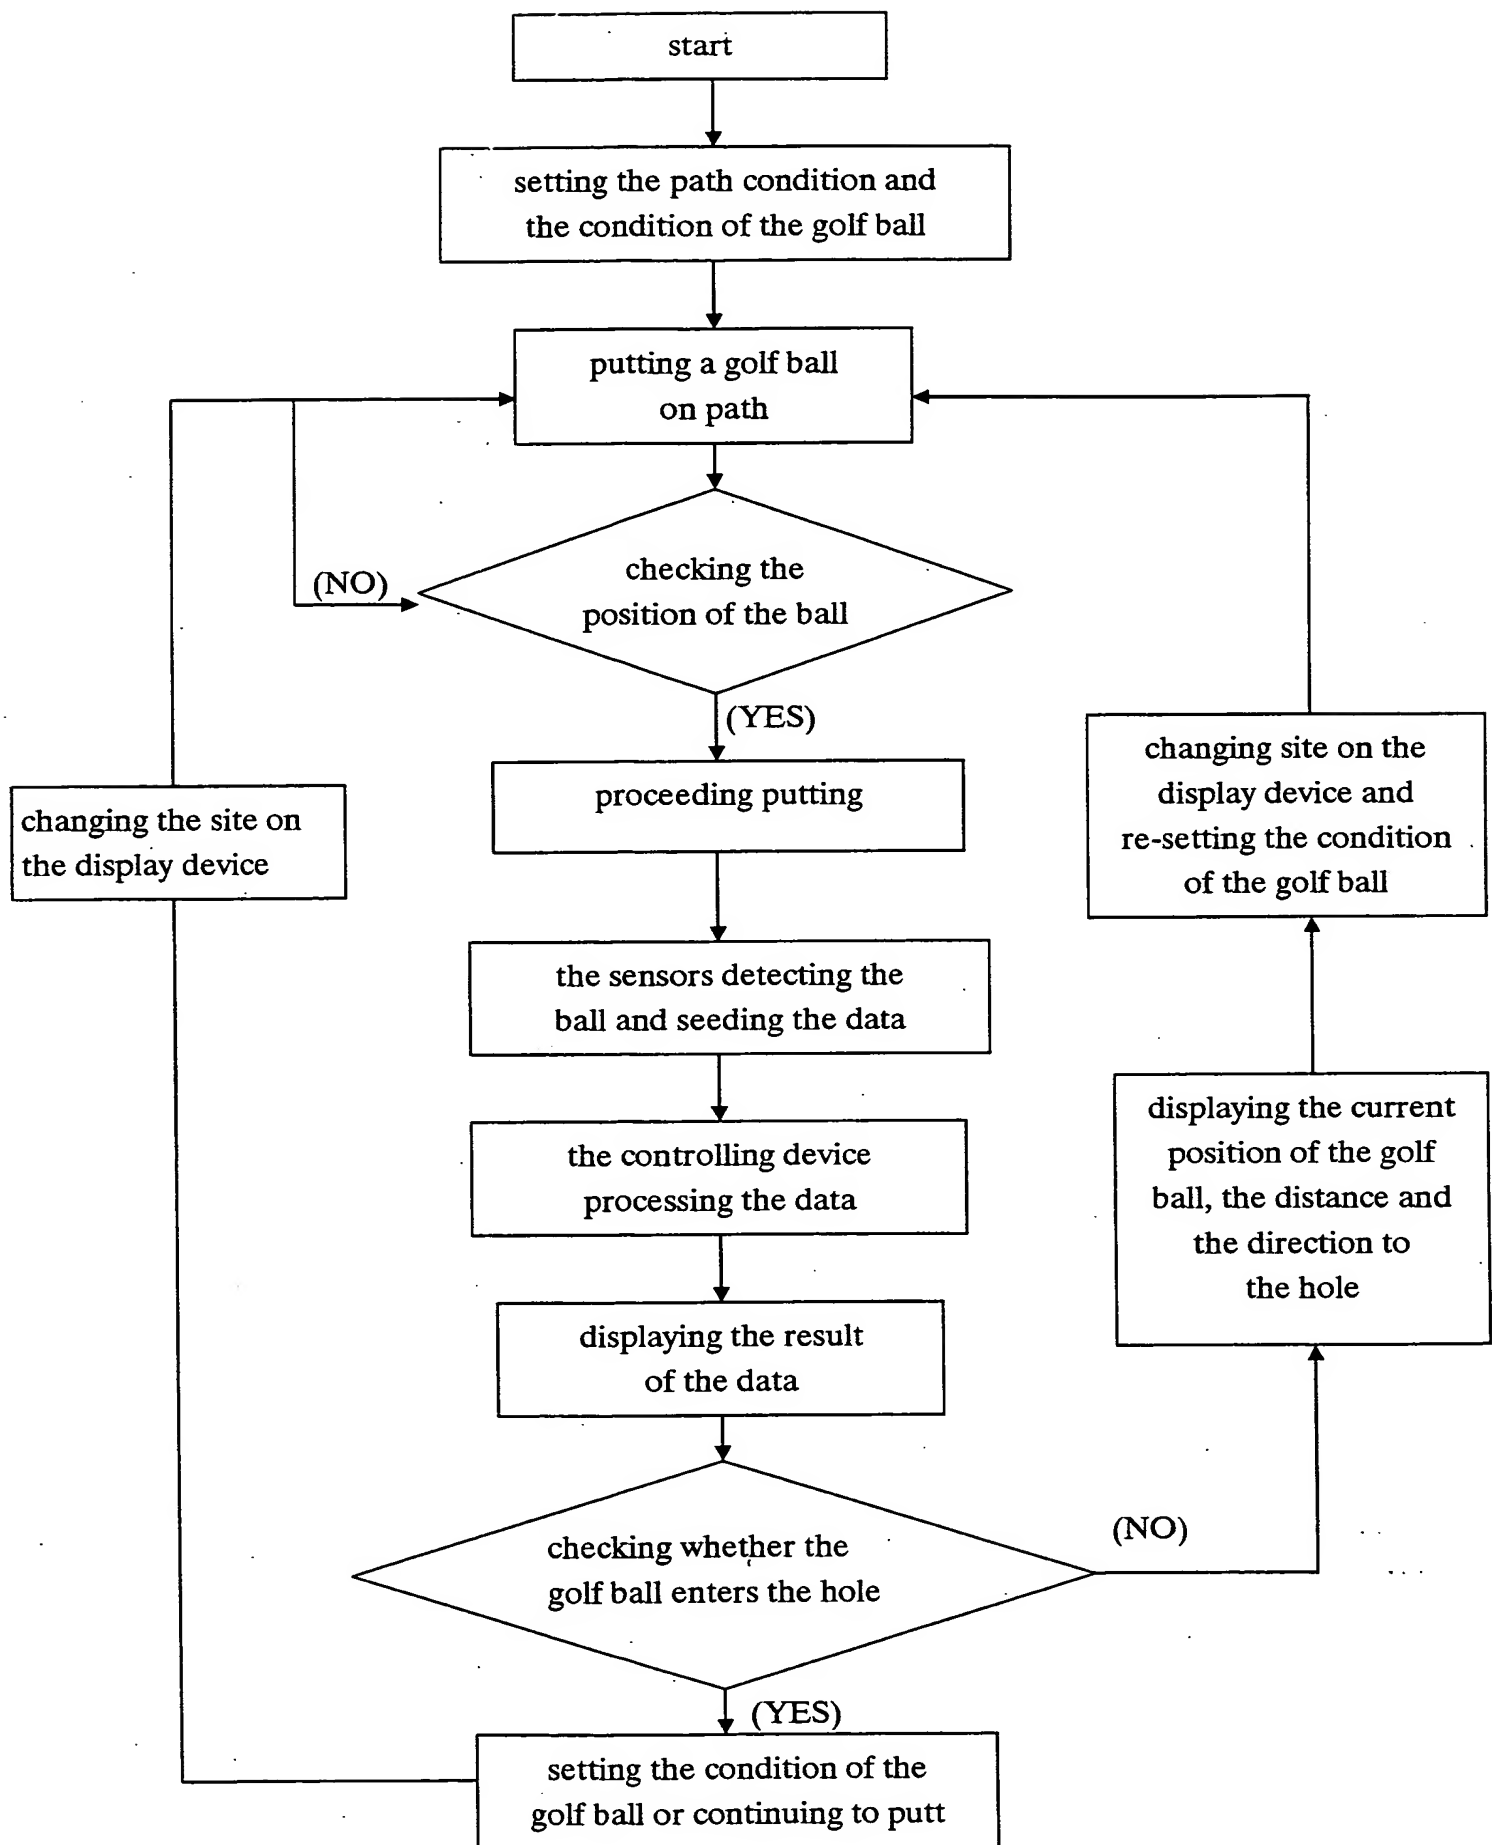 start
setting the path condition and
the condition of the golf ball
putting a golf ball
on path
checking the
position of the ball
(NO)
(YES)
proceeding putting
changing the site on
the display device
changing site on the
display device and
re-setting the condition
of the golf ball
the sensors detecting the
ball and seeding the data
the controlling device
processing the data
displaying the current
position of the golf
ball, the distance and
the direction to
the hole
displaying the result
of the data
checking whether the
golf ball enters the hole
(NO)
(YES)
setting the condition of the
golf ball or continuing to putt